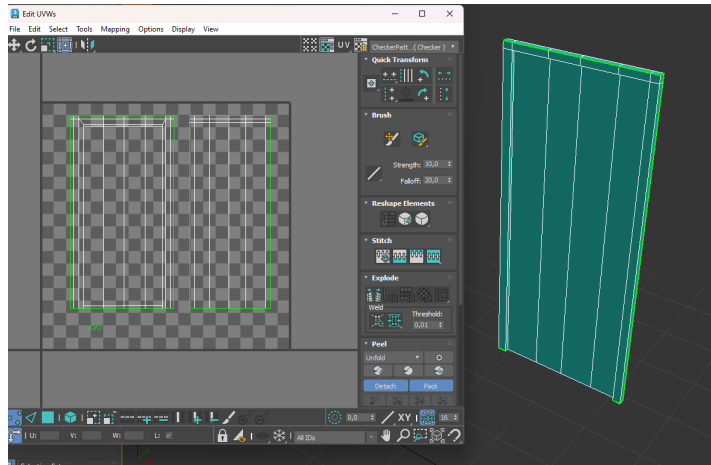 Edit UVWs
File Edit Select Tools Mapping Options Display View
UV CheckerPatt...( Checker )
Quick Transform
Brush
Strength: 10,0
Falloff: 20,0
Reshape Elements
Stitch
Explode
Weld
Threshold:
0,01
Peel
Unfold
Detach Pack
0,0 XY 16
U: V: W: L: All IDs